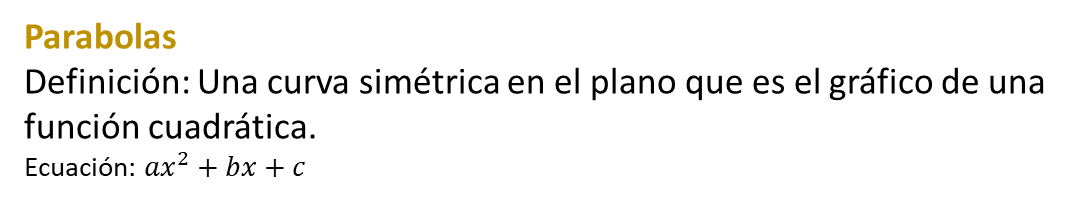 Parabolas
Definición: Una curva simétrica en el plano que es el gráfico de una
función cuadrática.
Ecuación: ax² + bx + c